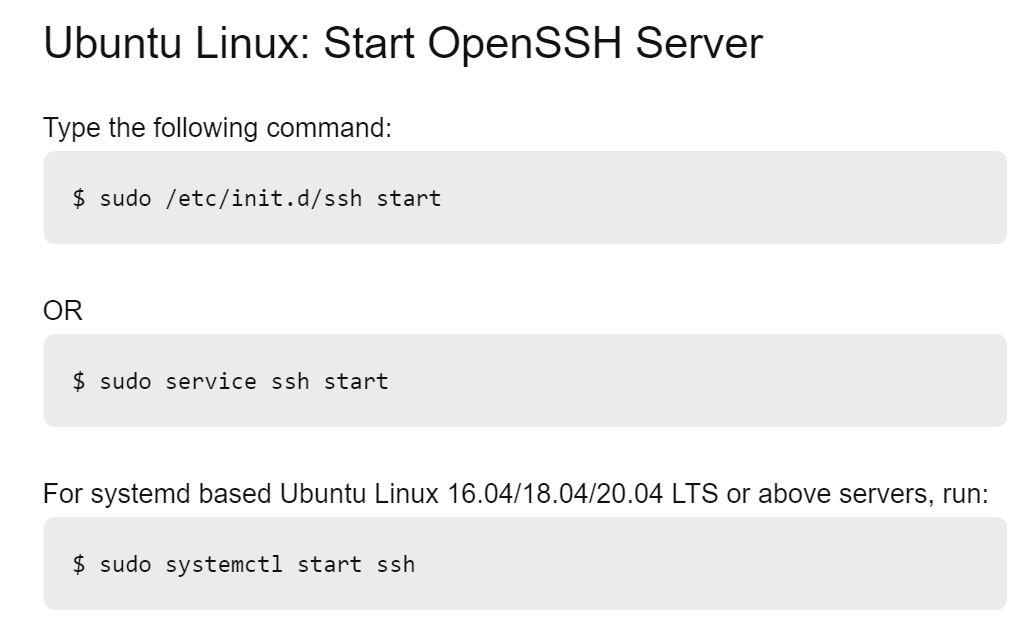 Ubuntu Linux: Start OpenSSH Server
Type the following command:
$ sudo /etc/init.d/ssh start
OR
$ sudo service ssh start
For systemd based Ubuntu Linux 16.04/18.04/20.04 LTS or above servers, run:
$ sudo systemctl start ssh